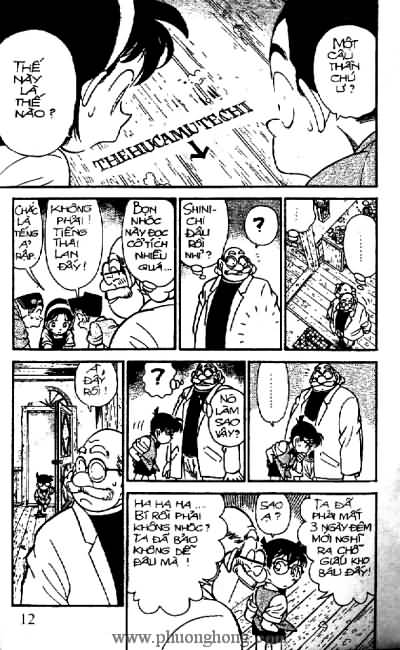 MỘT
CÂU
THẦN
CHÚ
Ư?
THẾ
NÀY
LÀ
THẾ
NÀO?
THEHUCAMUTE.CHI
......
......
?
SHINI-
CHI
ĐÂU
RỒI
NHỈ?
BỌN
NHÓC
NÀY ĐỌC
CỔ TÍCH
NHIỀU
QUÁ...
KHÔNG
PHẢI!
TIẾNG
THÁI
LAN
ĐẤY!
CHẮC
LÀ
TIẾNG
Ả
RẬP.
......
?
NÓ
LÀM
SAO
VẬY?
À,
ĐÂY
RỒI!
TA ĐÃ
PHẢI MẤT
3 NGÀY ĐÊM
MỚI NGHĨ
RA CHỖ
GIẤU KHO
BÁU ĐẤY!
SAO
Ạ?
HA HA HA...
BÍ RỒI PHẢI
KHÔNG NHÓC?
TA ĐÃ BẢO
KHÔNG DỄ
ĐÂU MÀ!
12
www.phuonghong.com